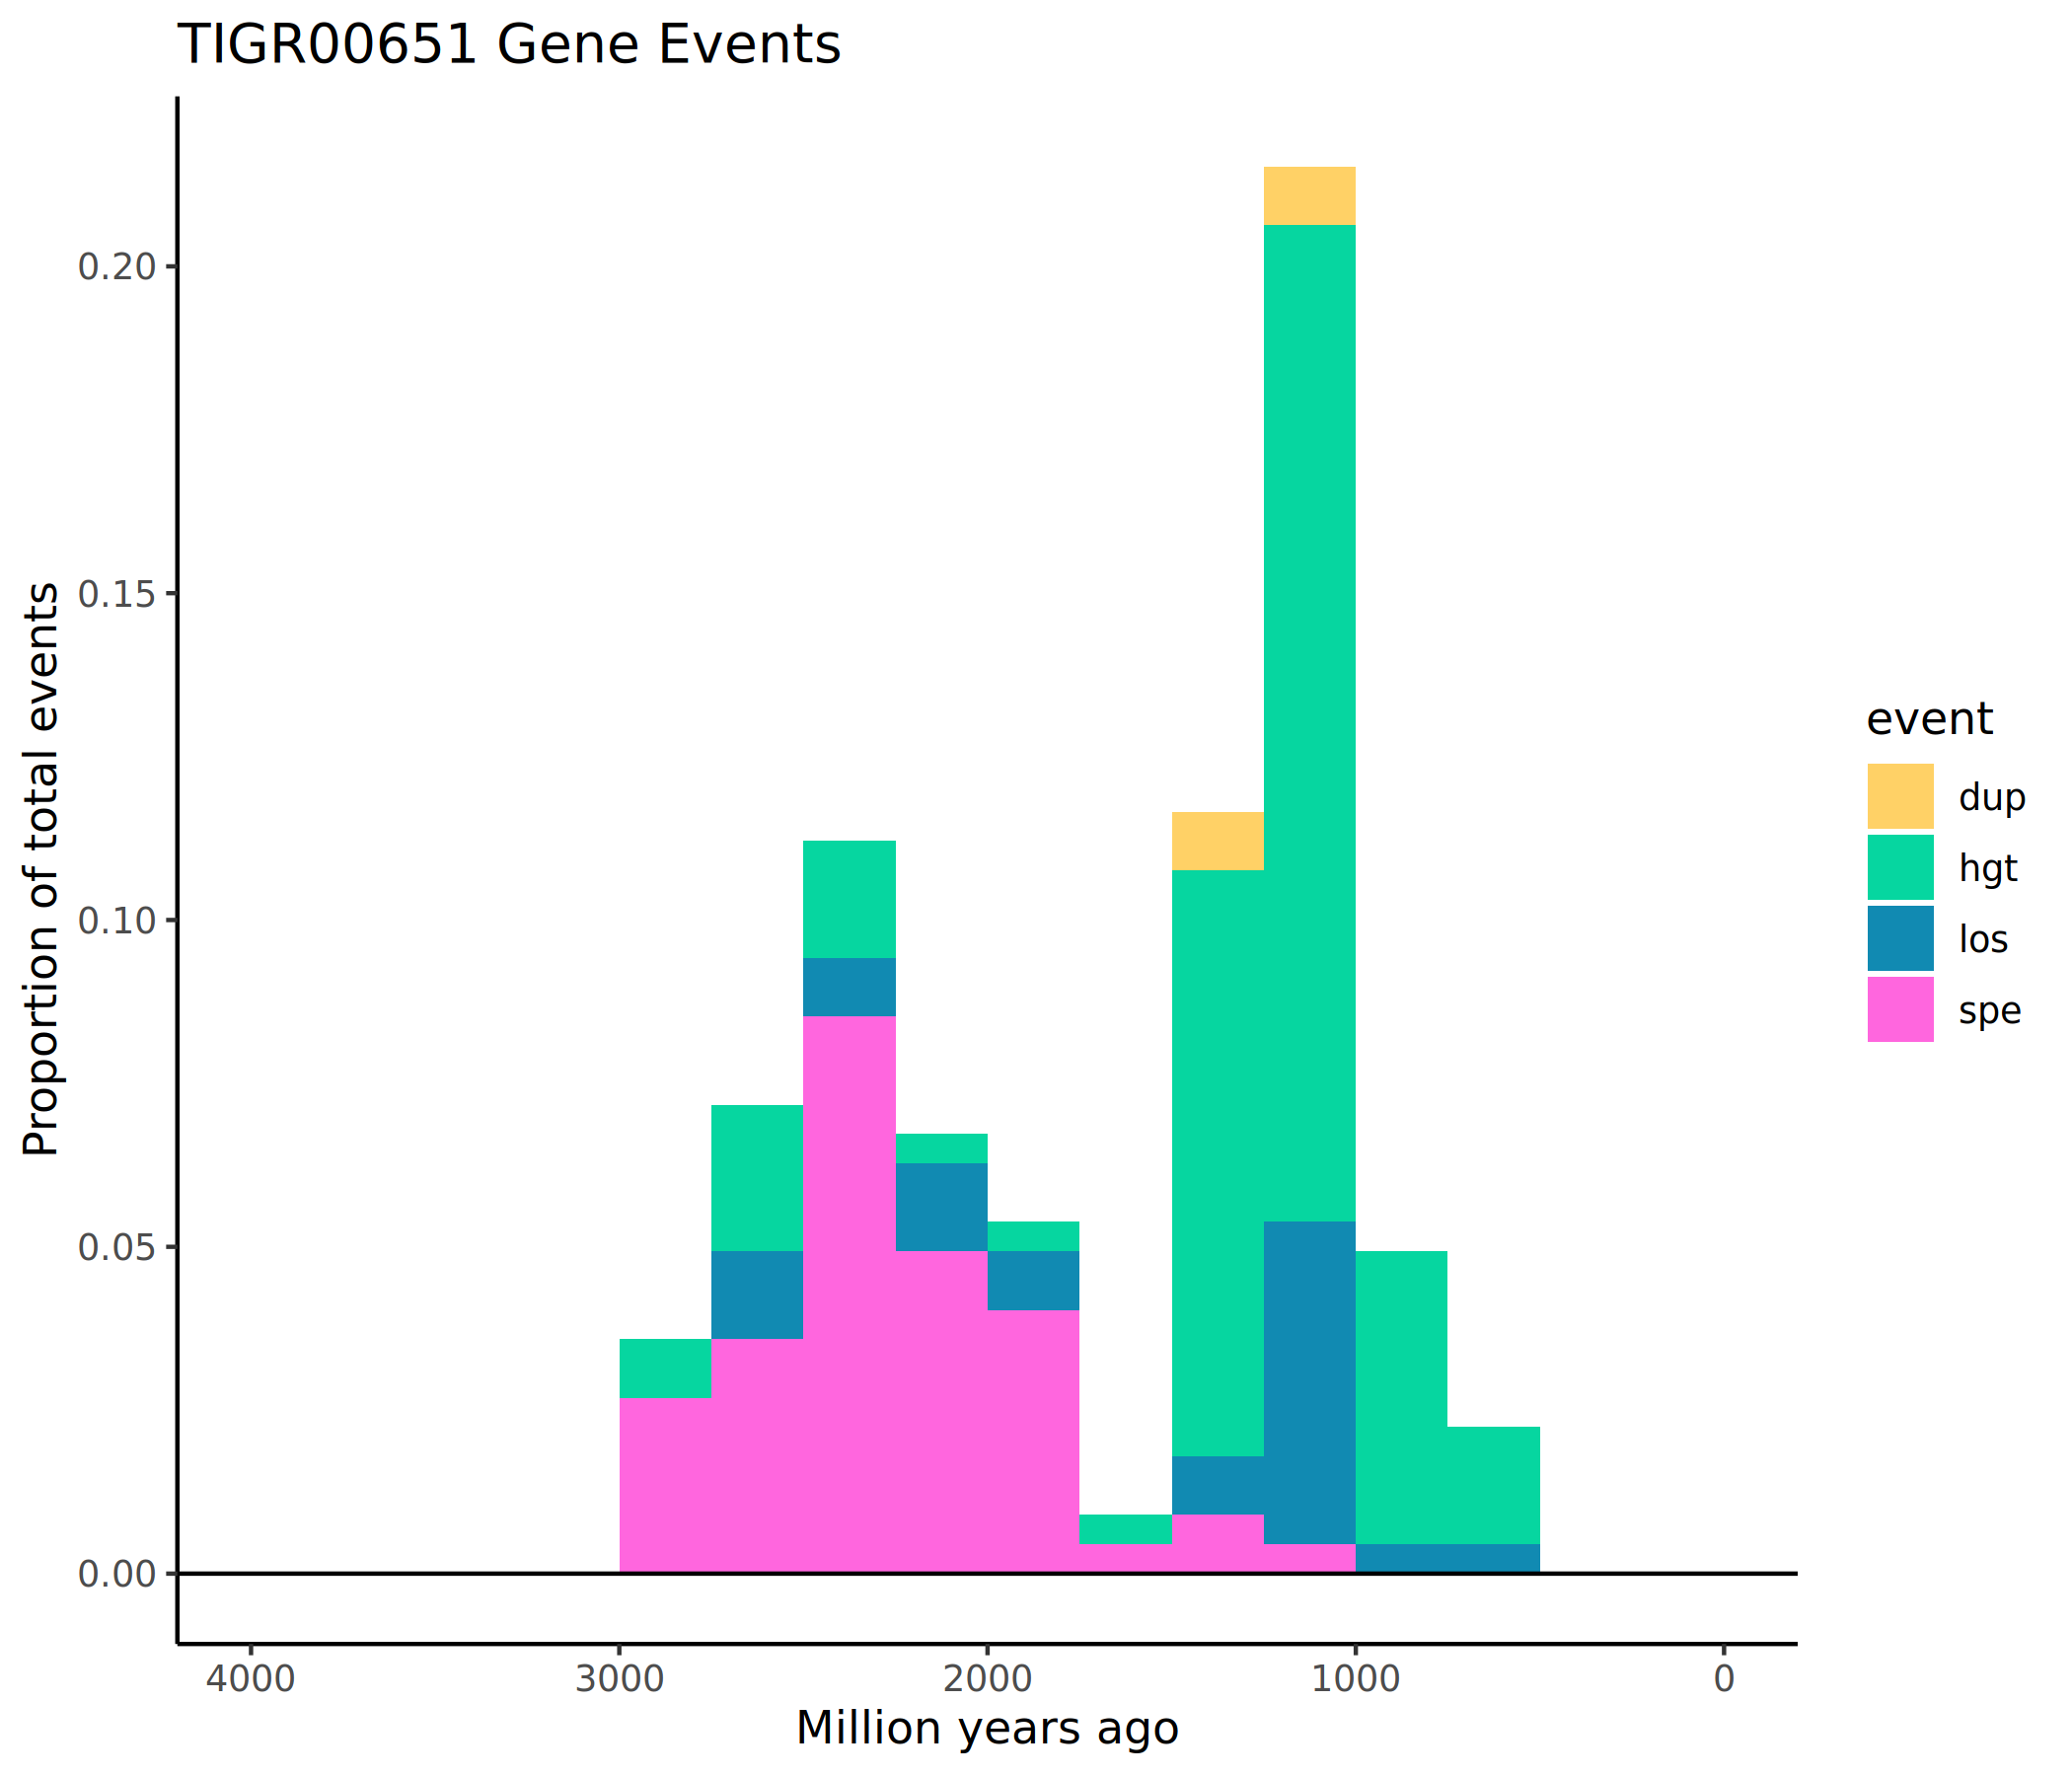 TIGR00651 Gene Events
Proportion of total events
0.20
0.15
0.10
0.05
0.00
4000 3000 2000 1000 0
Million years ago
event
dup
hgt
los
spe